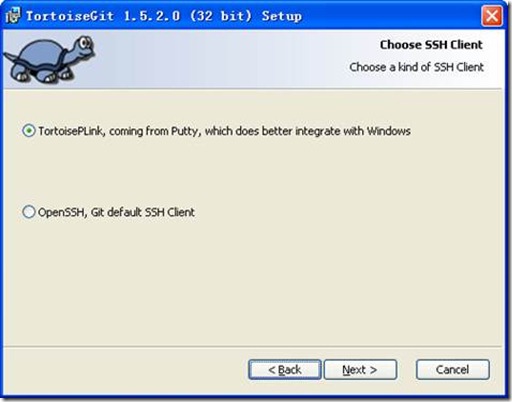 TortoiseGit 1.5.2.0 (32 bit) Setup
Choose SSH Client
Choose a kind of SSH Client
TortoisePLink, coming from Putty, which does better integrate with Windows
OpenSSH, Git default SSH Client
< Back
Next >
Cancel